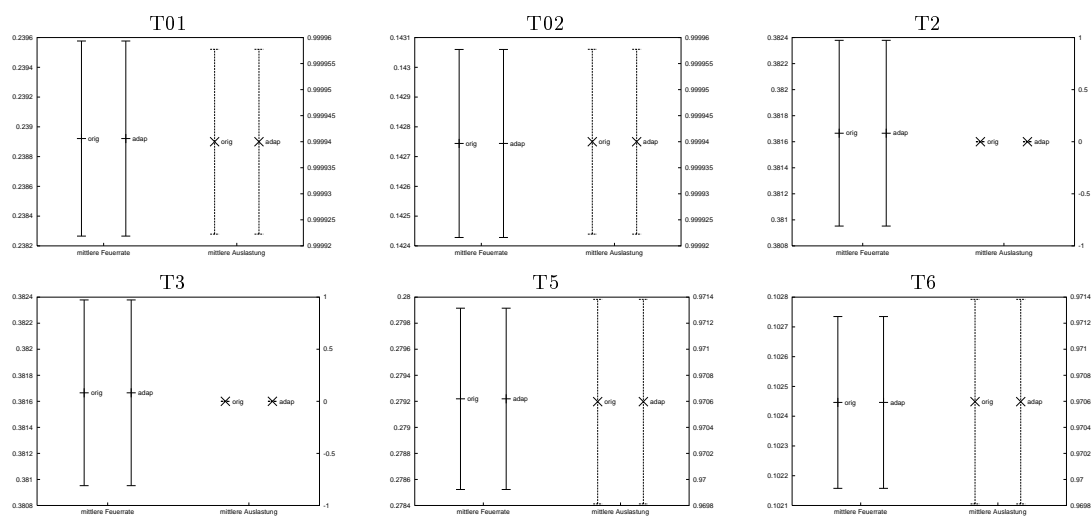 T01
0.2396
0.2394
0.2392
0.239
0.2388
0.2386
0.2384
0.2382
orig
adap
orig
adap
0.99996
0.999955
0.99995
0.999945
0.99994
0.999935
0.99993
0.999925
0.99992
mittlere Feuerrate
mittlere Auslastung
T02
0.1431
0.143
0.1429
0.1428
0.1427
0.1426
0.1425
0.1424
orig
adap
orig
adap
0.99996
0.999955
0.99995
0.999945
0.99994
0.999935
0.99993
0.999925
0.99992
mittlere Feuerrate
mittlere Auslastung
T2
0.3824
0.3822
0.382
0.3818
0.3816
0.3814
0.3812
0.381
0.3808
orig
adap
orig
adap
1
0.5
0
-0.5
-1
mittlere Feuerrate
mittlere Auslastung
T3
0.3824
0.3822
0.382
0.3818
0.3816
0.3814
0.3812
0.381
0.3808
orig
adap
orig
adap
1
0.5
0
-0.5
-1
mittlere Feuerrate
mittlere Auslastung
T5
0.28
0.2798
0.2796
0.2794
0.2792
0.279
0.2788
0.2786
0.2784
orig
adap
orig
adap
0.9714
0.9712
0.971
0.9708
0.9706
0.9704
0.9702
0.97
0.9698
mittlere Feuerrate
mittlere Auslastung
T6
0.1028
0.1027
0.1026
0.1025
0.1024
0.1023
0.1022
0.1021
orig
adap
orig
adap
0.9714
0.9712
0.971
0.9708
0.9706
0.9704
0.9702
0.97
0.9698
mittlere Feuerrate
mittlere Auslastung